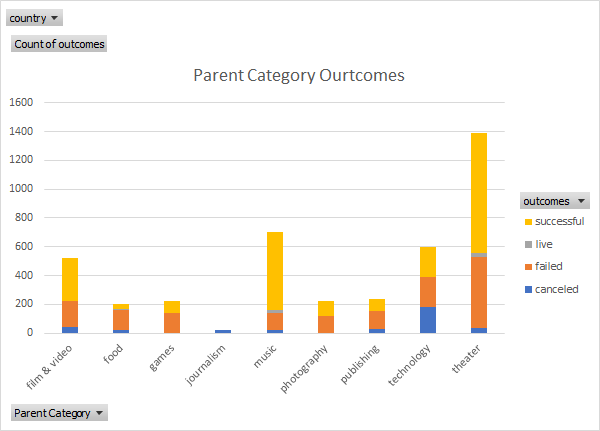 country
Count of outcomes
Parent Category Ourtcomes
1600
1400
1200
1000
800
600
400
200
0
film & video
food
games
journalism
music
photography
publishing
technology
theater
outcomes
successful
live
failed
canceled
Parent Category